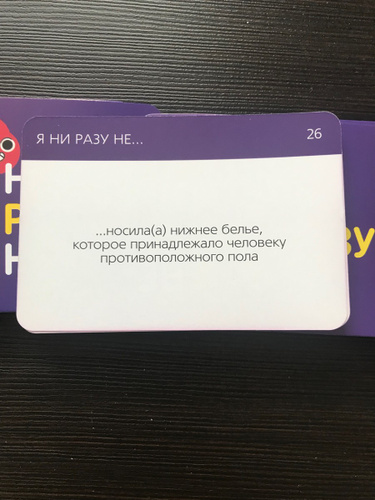 Я НИ РАЗУ НЕ...
26
...носила(а) нижнее белье,
которое принадлежало человеку
противоположного пола